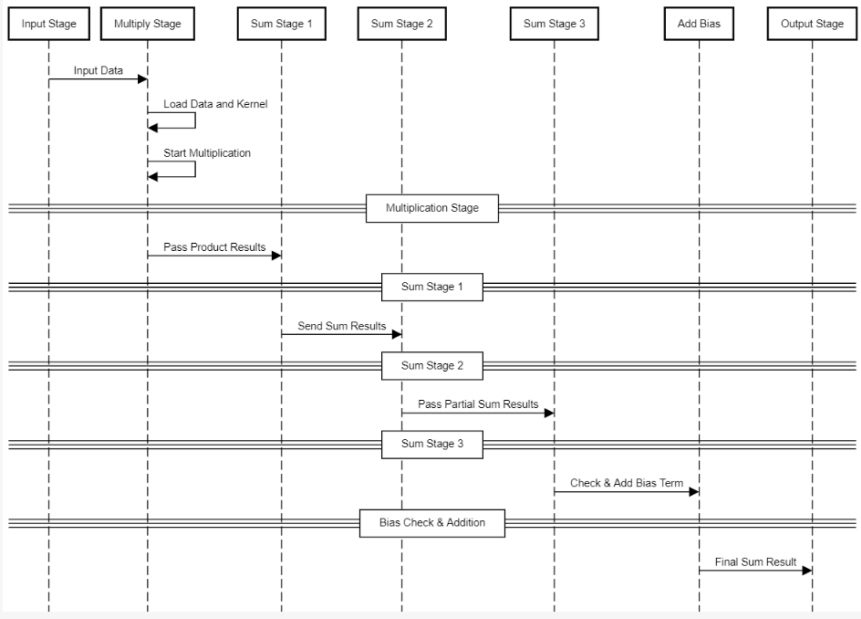 Input Stage
Multiply Stage
Sum Stage 1
Sum Stage 2
Sum Stage 3
Add Bias
Output Stage
Input Data
Load Data and Kernel
Start Multiplication
Multiplication Stage
Pass Product Results
Sum Stage 1
Send Sum Results
Sum Stage 2
Pass Partial Sum Results
Sum Stage 3
Check & Add Bias Term
Bias Check & Addition
Final Sum Result